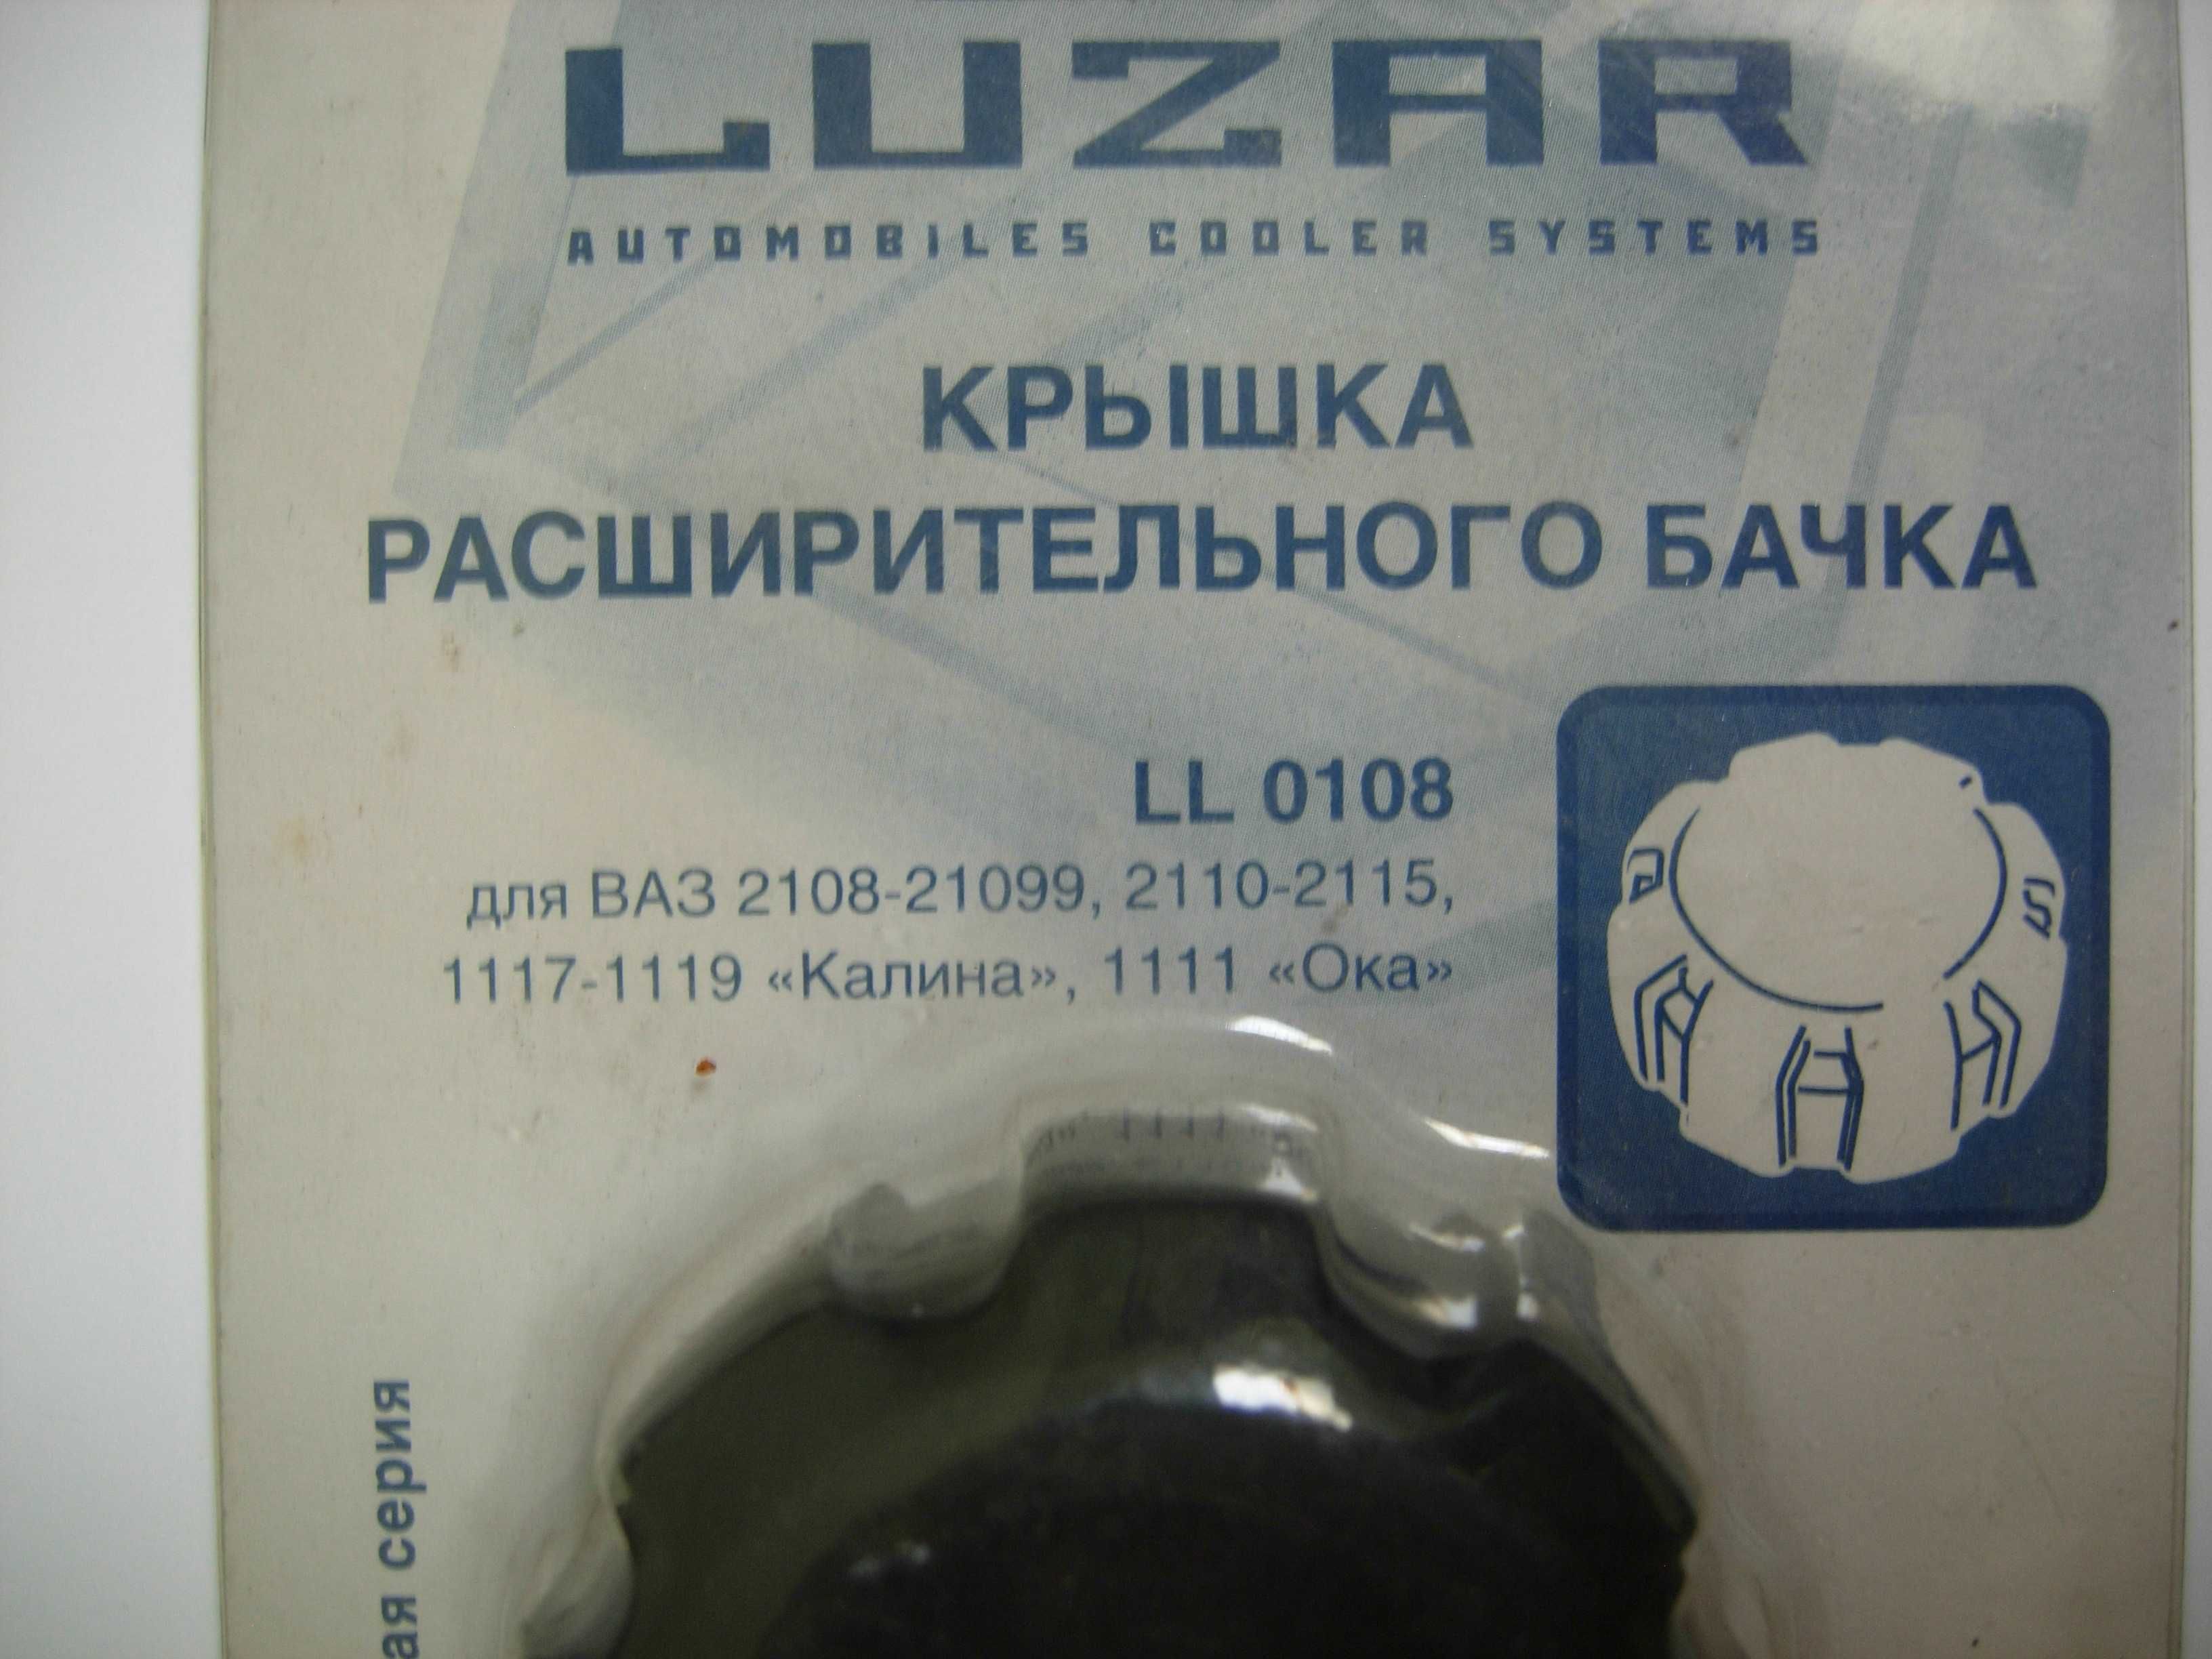 LUZAR
AUTOMOBILES COOLER SYSTEMS
КРЫШКА
РАСШИРИТЕЛЬНОГО БАЧКА
LL 0108
для ВАЗ 2108-21099, 2110-2115,
1117-1119 «Калина», 1111 «Ока»
серия